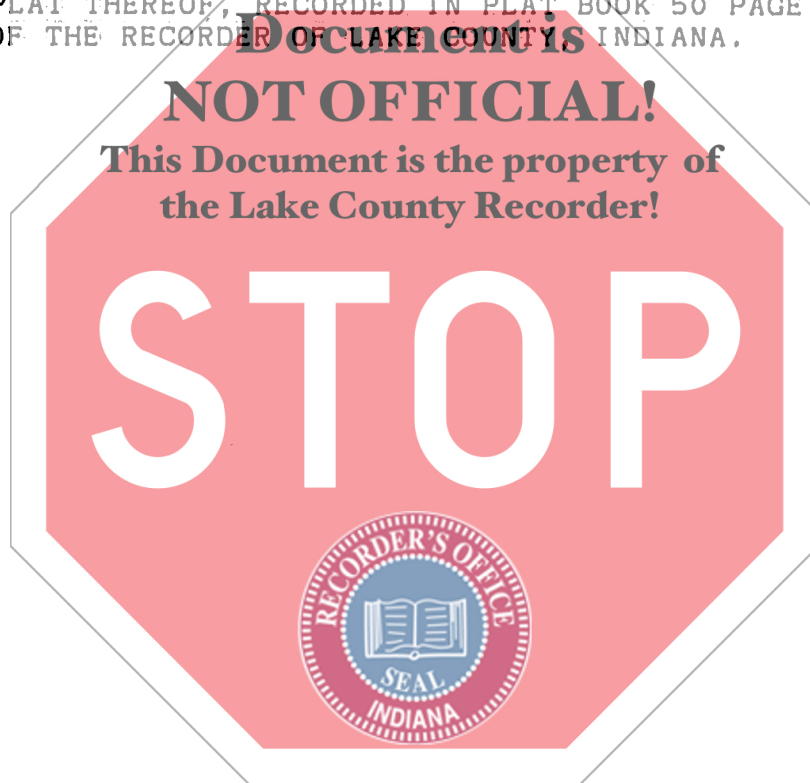 PLAT THEREOF, RECORDED IN PLAT BOOK 50 PAGE
OF THE RECORDER OF LAKE COUNTY, INDIANA.
Document is
NOT OFFICIAL!
This Document is the property of
the Lake County Recorder!
STOP
RECORDER'S OFFICE
SEAL
INDIANA